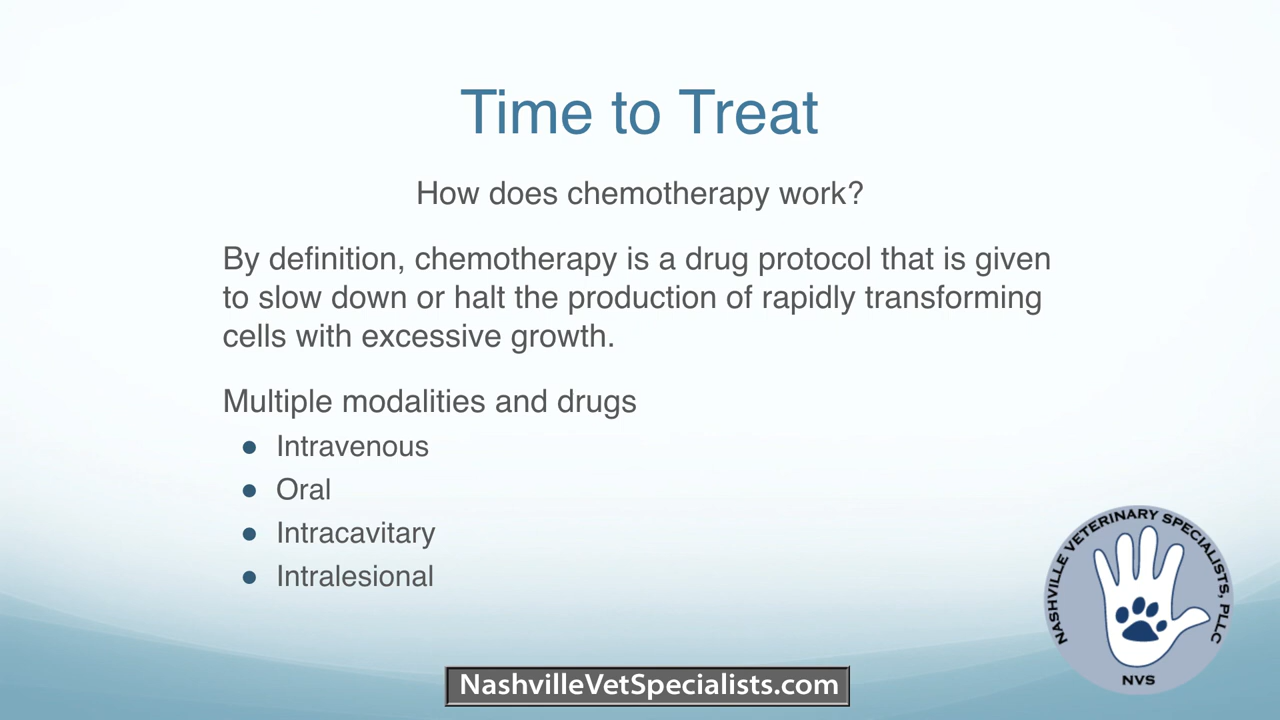 Time to Treat
How does chemotherapy work?
By definition, chemotherapy is a drug protocol that is given
to slow down or halt the production of rapidly transforming
cells with excessive growth.
Multiple modalities and drugs
● Intravenous
● Oral
● Intracavitary
● Intralesional
NASHVILLE VETERINARY SPECIALISTS, PLLC
NVS
NashvilleVetSpecialists.com